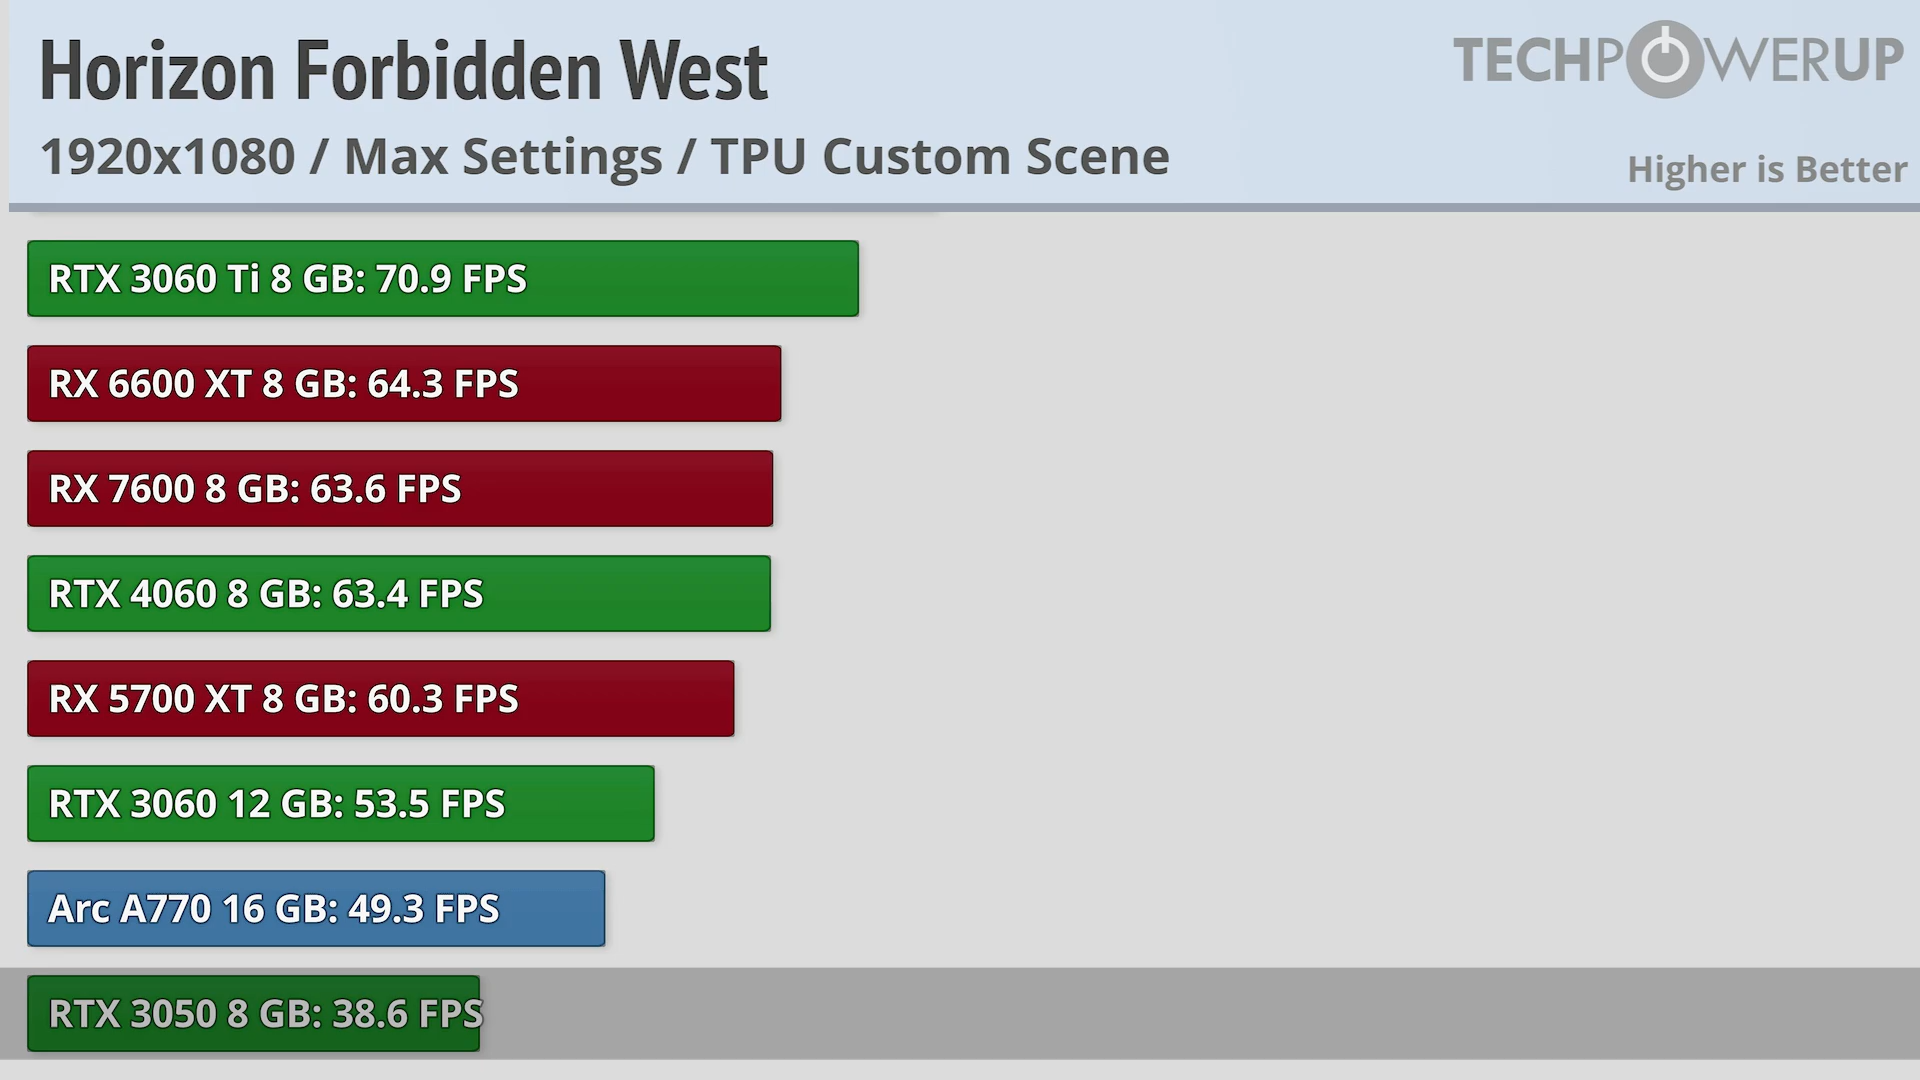 Horizon Forbidden West
TECHPOWERUP
1920x1080 / Max Settings / TPU Custom Scene
Higher is Better
RTX 3060 Ti 8 GB: 70.9 FPS
RX 6600 XT 8 GB: 64.3 FPS
RX 7600 8 GB: 63.6 FPS
RTX 4060 8 GB: 63.4 FPS
RX 5700 XT 8 GB: 60.3 FPS
RTX 3060 12 GB: 53.5 FPS
Arc A770 16 GB: 49.3 FPS
RTX 3050 8 GB: 38.6 FPS